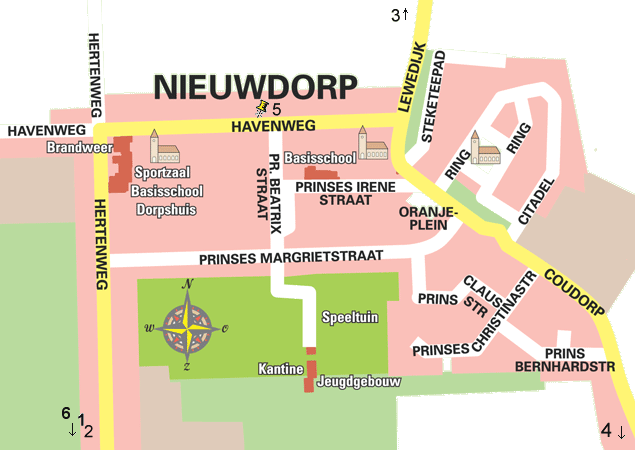 3↑
HERTENWEG
LEWEDIJK
STEKETEEPAD
NIEUWDORP
5
HAVENWEG
HAVENWEG
Brandweer
Sportzaal
Basisschool
Dorpshuis
PR. BEATRIX
STRAAT
Basisschool
PRINSES IRENE
STRAAT
RING
RING
CITADEL
ORANJE-
PLEIN
HERTENWEG
PRINSES MARGRIETSTRAAT
COUDORP
N
W
O
Z
Speeltuin
PRINS
CLAUS
STR
PRINSES
CHRISTINASTR
PRINS
BERNHARDSTR
Kantine
Jeugdgebouw
6
1
↓
2
4 ↓